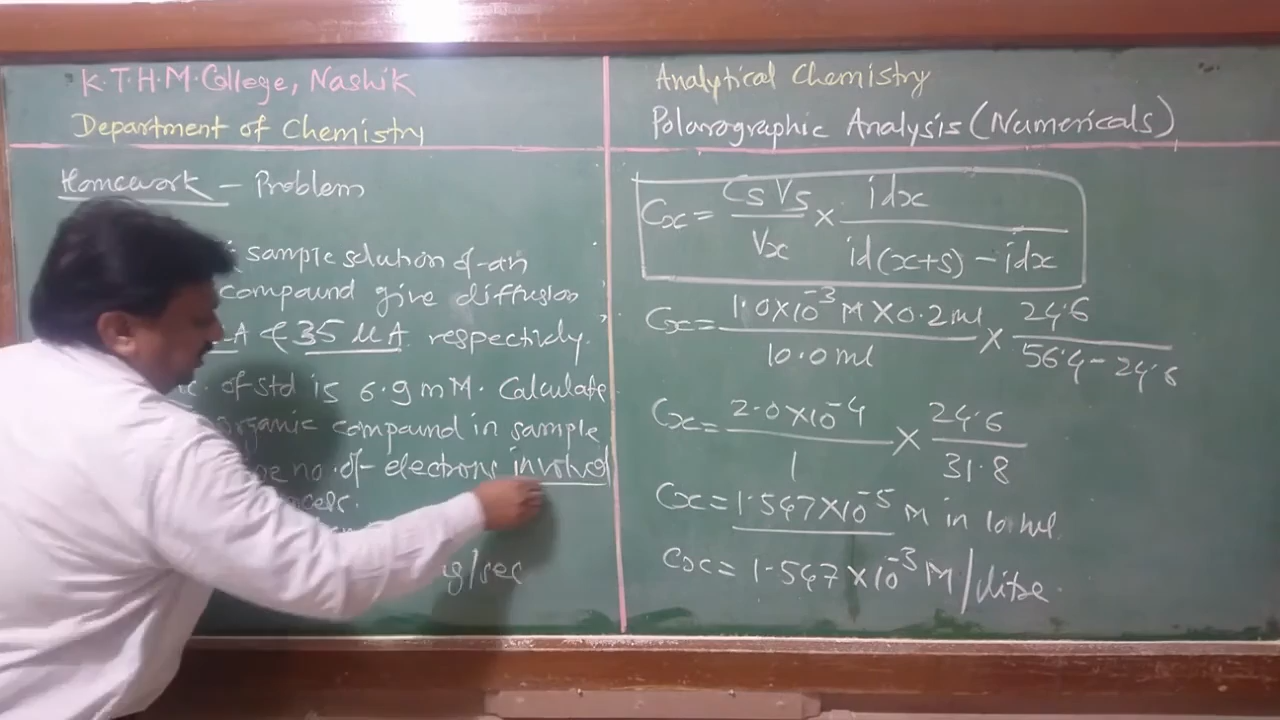 K.T.H.M. College, Nashik
Department of Chemistry
Homework - Problem
sample solution of an
compound give diffusion
A & 35 µA respectively.
of std is 6.9 mM. Calculate
organic compound in sample
no. of electrons involved
g/sec
Analytical Chemistry
Polarographic Analysis (Numericals)
Cx = Cs Vs / Vx × idx / id(x+s) - idx
Cx = 1.0×10⁻³ M × 0.2 ml / 10.0 ml × 24.6 / 56.4 - 24.6
Cx = 2.0×10⁻⁴ / 1 × 24.6 / 31.8
Cx = 1.547×10⁻⁵ M in 10 ml.
Cx = 1.547×10⁻³ M/litre.